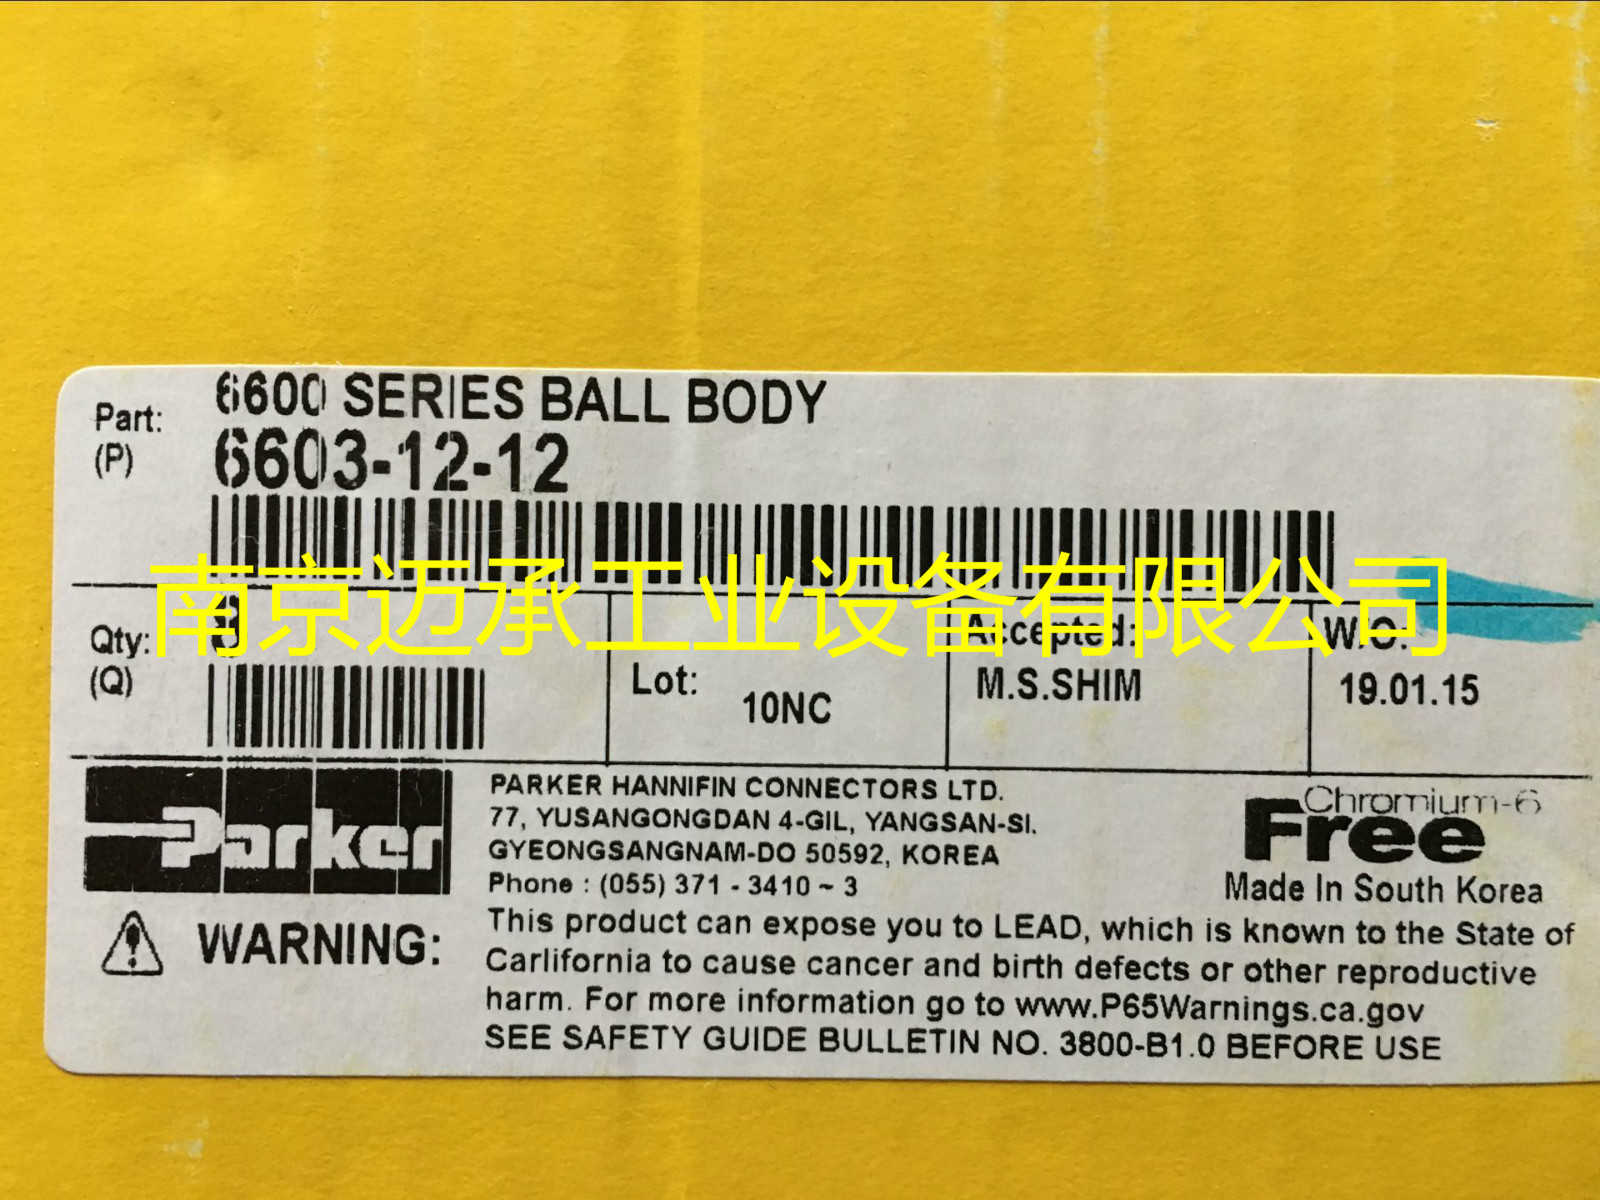 Part:
(P)
6600 SERIES BALL BODY
6603-12-12
南京迈承工业设备有限公司
Qty:
(Q)
Lot:
10NC
Accepted:
M.S.SHIM
W/O:
19.01.15
Parker
PARKER HANNIFIN CONNECTORS LTD.
77, YUSANGONGDAN 4-GIL, YANGSAN-SI,
GYEONGSANGNAM-DO 50592, KOREA
Phone : (055) 371 - 3410 ~ 3
Chromium-6
Free
Made In South Korea
WARNING:
This product can expose you to LEAD, which is known to the State of
Carlifornia to cause cancer and birth defects or other reproductive
harm. For more information go to www.P65Warnings.ca.gov
SEE SAFETY GUIDE BULLETIN NO. 3800-B1.0 BEFORE USE